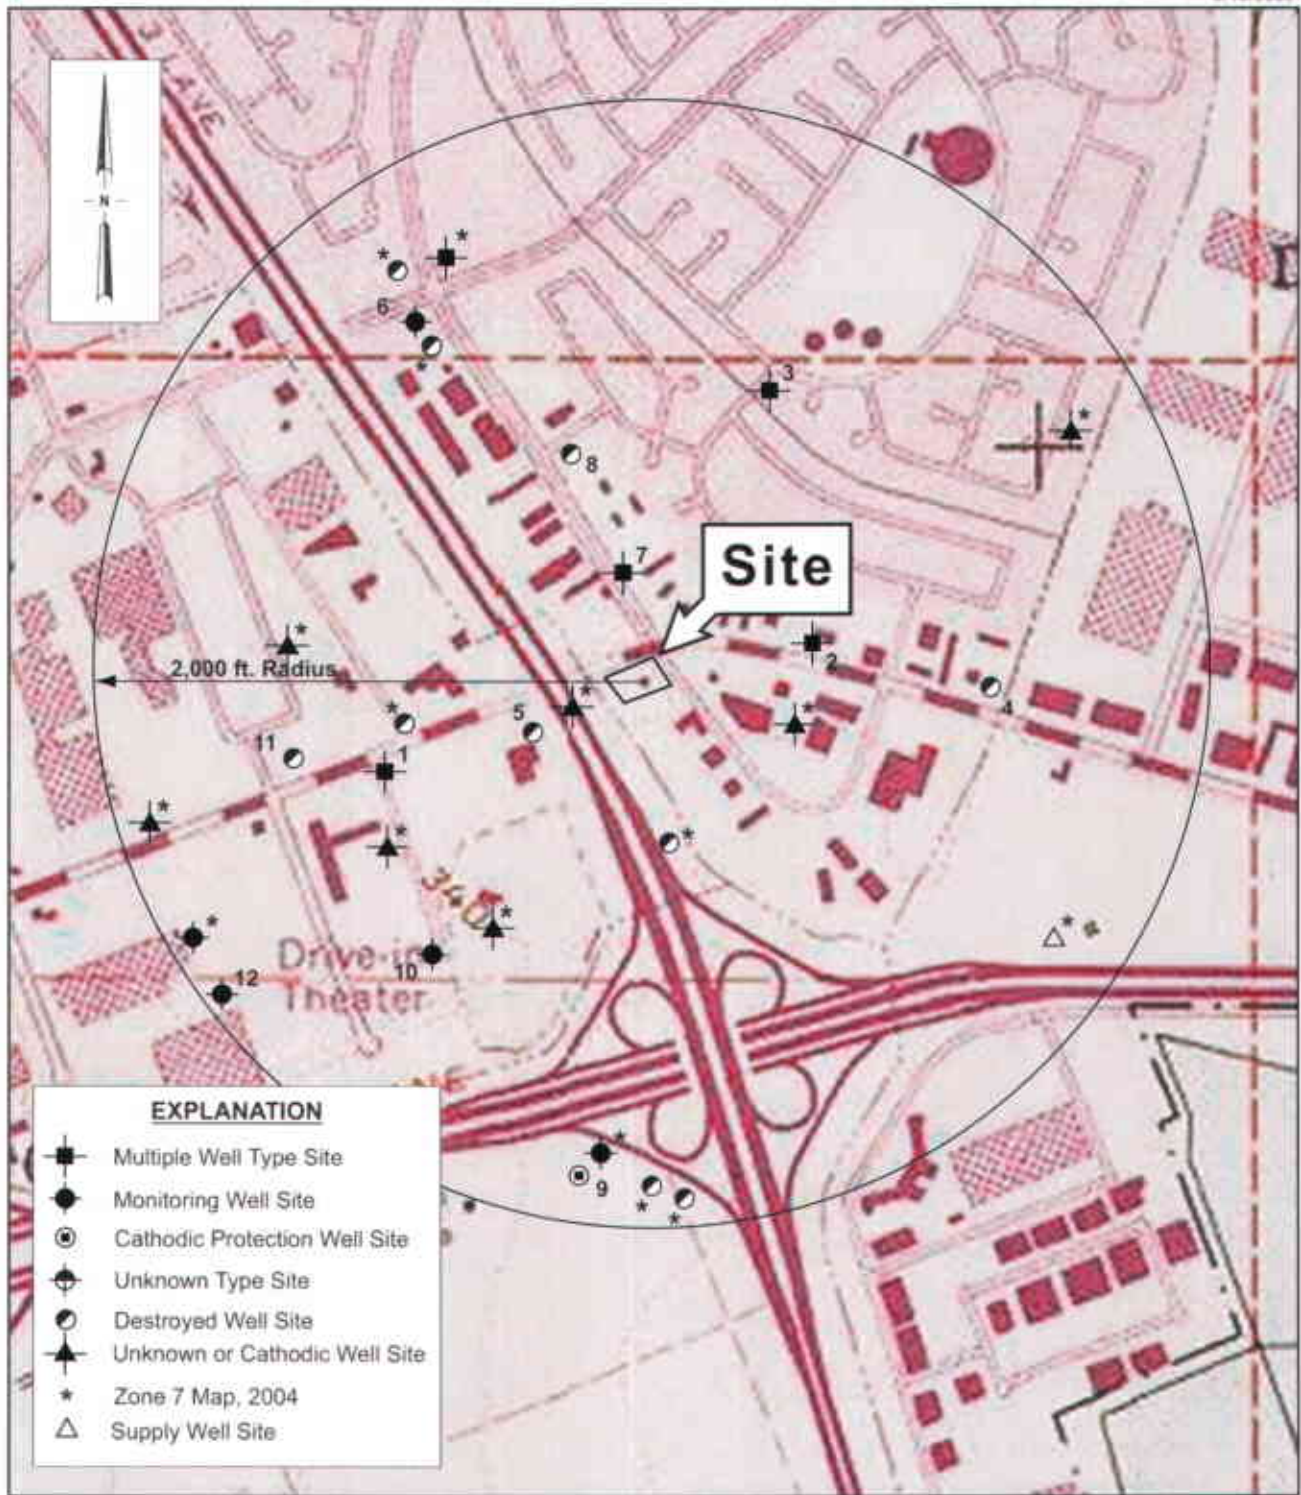 AVE
N
*
*
6
*
3
*
8
7
Site
2
*
2,000 ft. Radius
*
*
5
*
4
11
1
*
*
*
340
*
*
*
Drive-in
10
12
Theater
*
9
*
*
EXPLANATION
Multiple Well Type Site
Monitoring Well Site
Cathodic Protection Well Site
Unknown Type Site
Destroyed Well Site
Unknown or Cathodic Well Site
* Zone 7 Map, 2004
Supply Well Site